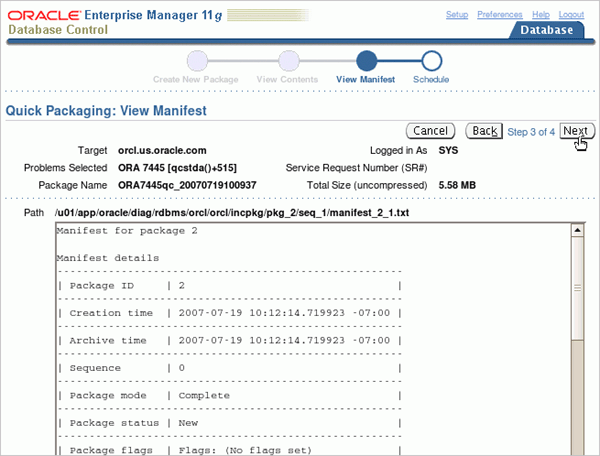 ORACLE Enterprise Manager 11g
Database Control
Setup Preferences Help Logout
Database
Create New Package View Contents View Manifest Schedule
Quick Packaging: View Manifest
Cancel Back Step 3 of 4 Next
Target orcl.us.oracle.com Logged in As SYS
Problems Selected ORA 7445 [qcstda()+515] Service Request Number (SR#)
Package Name ORA7445qc_20070719100937 Total Size (uncompressed) 5.58 MB
Path /u01/app/oracle/diag/rdbms/orcl/orcl/incpkg/pkg_2/seq_1/manifest_2_1.txt
Manifest for package 2
Manifest details
------------------------------------------------------
| Package ID | 2 |
------------------------------------------------------
| Creation time | 2007-07-19 10:12:14.719923 -07:00 |
------------------------------------------------------
| Archive time | 2007-07-19 10:12:14.719923 -07:00 |
------------------------------------------------------
| Sequence | 0 |
------------------------------------------------------
| Package mode | Complete |
------------------------------------------------------
| Package status | New |
------------------------------------------------------
| Package flags | Flags: (No flags set) |